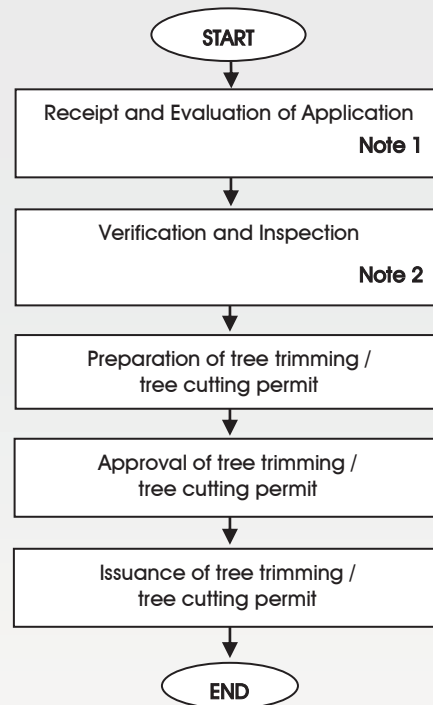 START
Receipt and Evaluation of Application
Note 1
Verification and Inspection
Note 2
Preparation of tree trimming /
tree cutting permit
Approval of tree trimming /
tree cutting permit
Issuance of tree trimming /
tree cutting permit
END